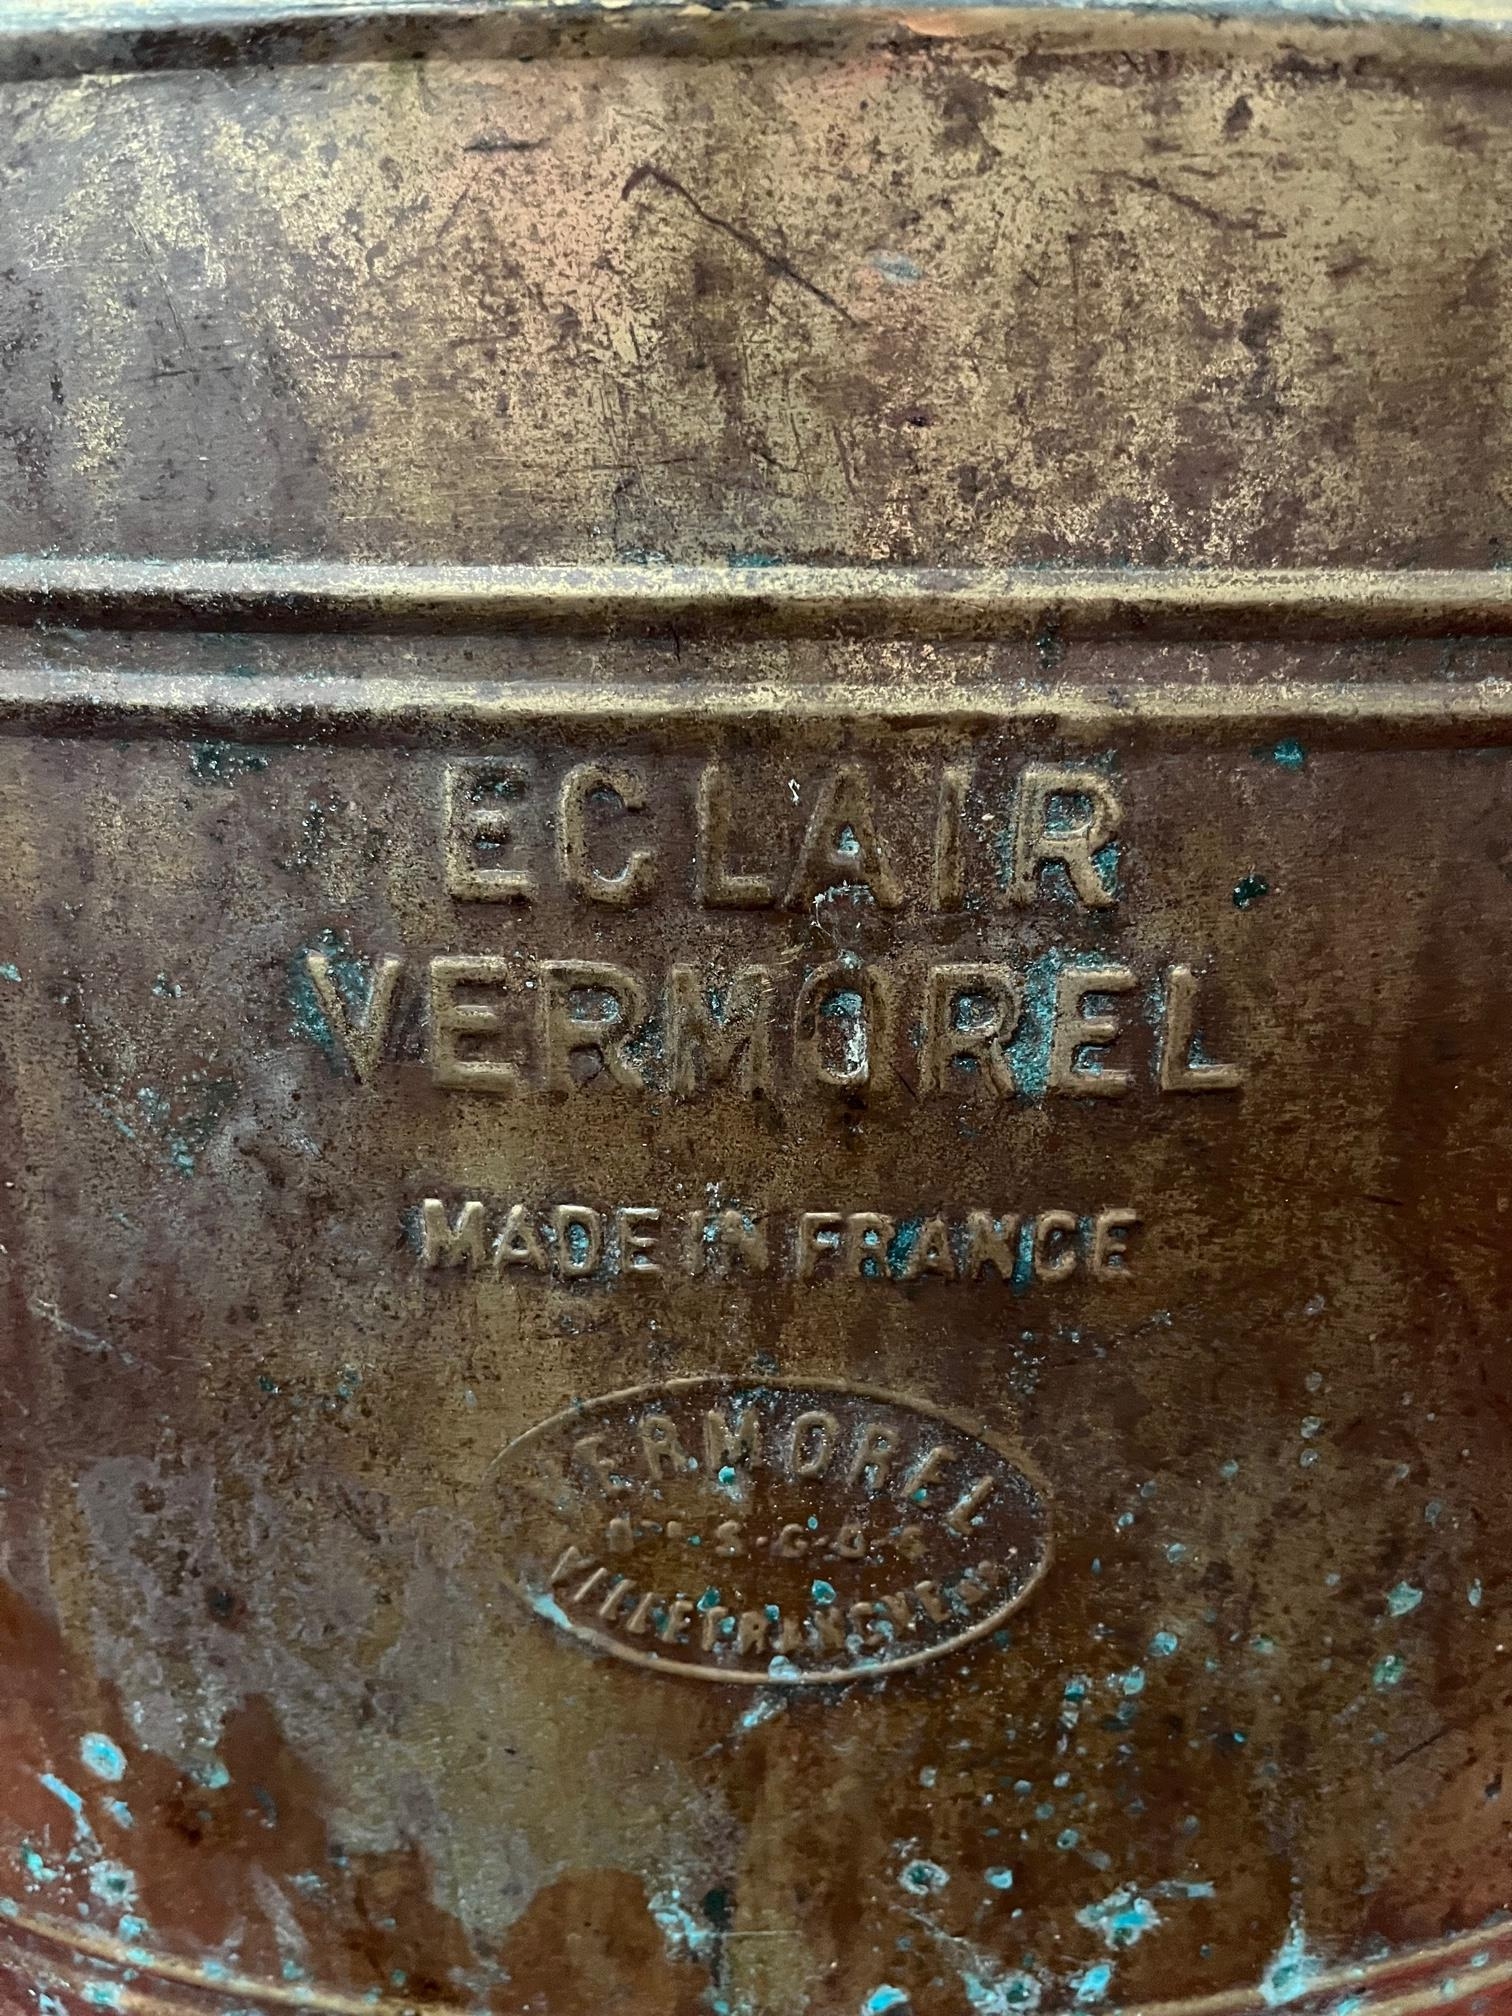 ECLAIR
VERMOREL
MADE IN FRANCE
VERMOREL
S.G.D.G
VILLEFRANCHE